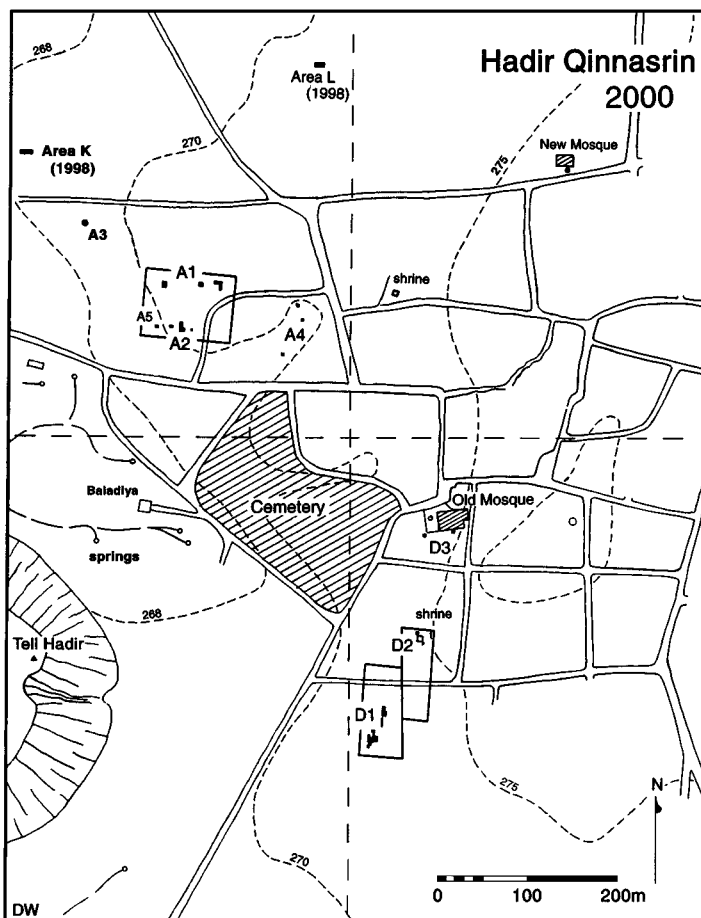 Hadir Qinnasrin
2000
268
Area L
(1998)
270
275
New Mosque
Area K
(1998)
A3
A1
shrine
A5
A2
A4
Baladiya
Cemetery
Old Mosque
D3
springs
268
shrine
Tell Hadir
D2
D1
275
N
270
0 100 200m
DW